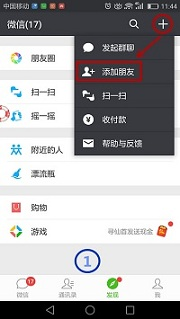 中国移动 11:44
微信(17)
发起群聊
添加朋友
扫一扫
收付款
帮助与反馈
朋友圈
扫一扫
摇一摇
附近的人
漂流瓶
购物
游戏 寻仙首发送现金
1
17
微信 通讯录 发现 我